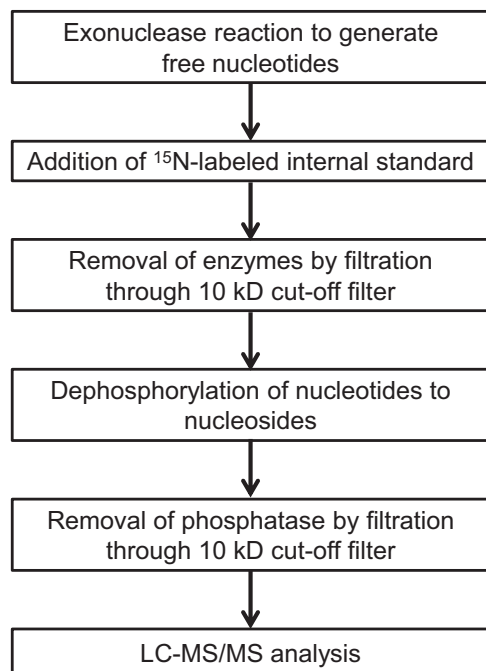 Exonuclease reaction to generate
free nucleotides
Addition of ¹⁵N-labeled internal standard
Removal of enzymes by filtration
through 10 kD cut-off filter
Dephosphorylation of nucleotides to
nucleosides
Removal of phosphatase by filtration
through 10 kD cut-off filter
LC-MS/MS analysis